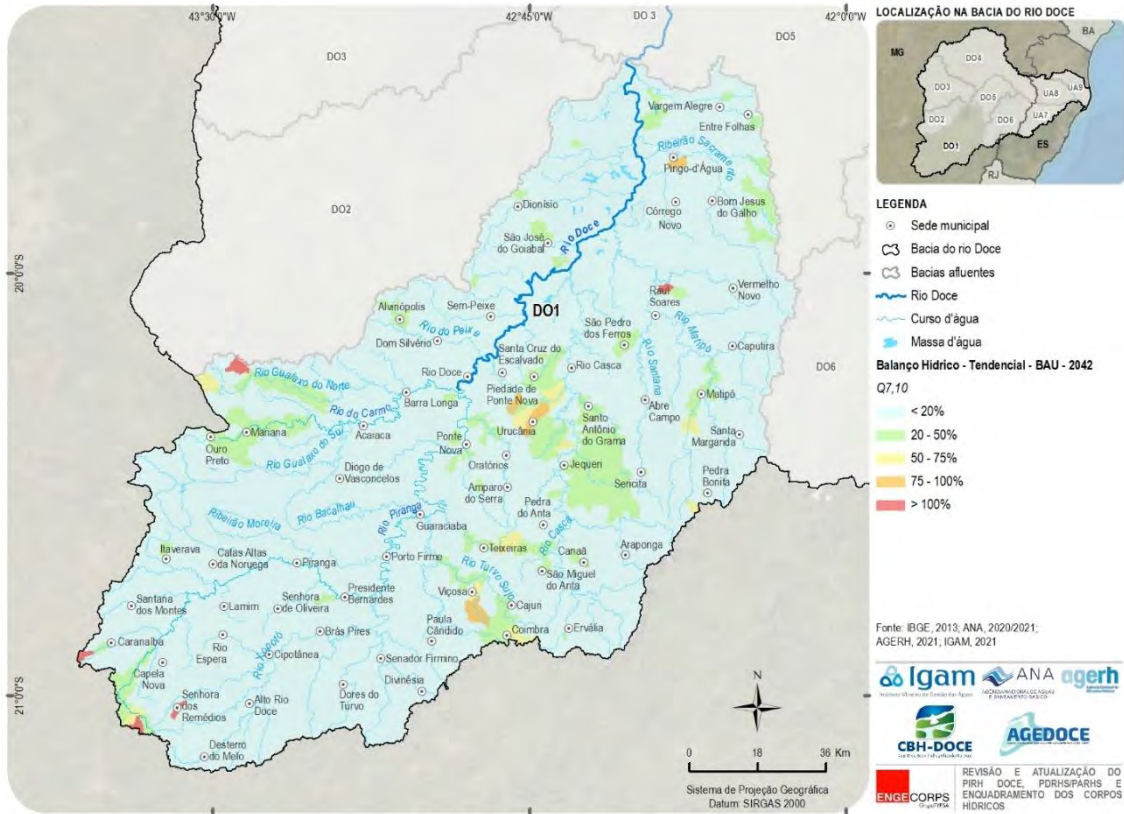 43°30'0"W
42°45'0"W
42°0'0"W
DO 3
DO5
DO3
DO2
DO6
20°0'0"S
21°0'0"S
Vargem Alegre
Entre Folhas
Ribeirão Sacramento
Pingo-d'Água
Dionísio
Córrego
Novo
Bom Jesus
do Galho
São José
do Goiabal
Rio Doce
Raul
Soares
Vermelho
Novo
Alvinópolis
Sem-Peixe
DO1
Rio do Peixe
São Pedro
dos Ferros
Rio Matipó
Dom Silvério
Santa Cruz do
Escalvado
Caputira
Rio Doce
Rio Casca
Rio Santana
Rio Gualaxo do Norte
Piedade de
Ponte Nova
Barra Longa
Matipó
Rio do Carmo
Abre
Campo
Santo
Antônio
do Grama
Urucânia
Mariana
Acaiaca
Ouro
Preto
Rio Gualaxo do Sul
Ponte
Nova
Santa
Margarida
Oratórios
Diogo de
Vasconcelos
Jequeri
Sericita
Pedra
Bonita
Amparo
do Serra
Pedra
do Anta
Rio Piranga
Rio Bacalhau
Ribeirão Moreira
Guaraciaba
Rio Casca
Itaverava
Catas Altas
da Noruega
Piranga
Porto Firme
Teixeiras
Canaã
Araponga
Rio Turvo Sujo
São Miguel
do Anta
Santana
dos Montes
Lamim
Senhora
de Oliveira
Presidente
Bernardes
Viçosa
Cajuri
Caranaíba
Rio
Espera
Brás Pires
Paula
Cândido
Coimbra
Ervália
Rio Xopotó
Cipotânea
Senador Firmino
Capela
Nova
Divinésia
Senhora
dos
Remédios
Alto Rio
Doce
Dores do
Turvo
Desterro
do Melo
N
0 18 36 Km
Sistema de Projeção Geográfica
Datum: SIRGAS 2000
LOCALIZAÇÃO NA BACIA DO RIO DOCE
MG
BA
DO4
DO3
DO5
UA8
UA9
DO2
DO6
UA7
DO1
ES
RJ
LEGENDA
Sede municipal
Bacia do rio Doce
Bacias afluentes
Rio Doce
Curso d'água
Massa d'água
Balanço Hídrico - Tendencial - BAU - 2042
Q7,10
< 20%
20 - 50%
50 - 75%
75 - 100%
> 100%
Fonte: IBGE, 2013; ANA, 2020/2021;
AGERH, 2021; IGAM, 2021
Igam
ANA
agerh
CBH-DOCE
AGEDOCE
ENGECORPS
REVISÃO E ATUALIZAÇÃO DO
PIRH DOCE, PDRHS/PARHS E
ENQUADRAMENTO DOS CORPOS
HÍDRICOS